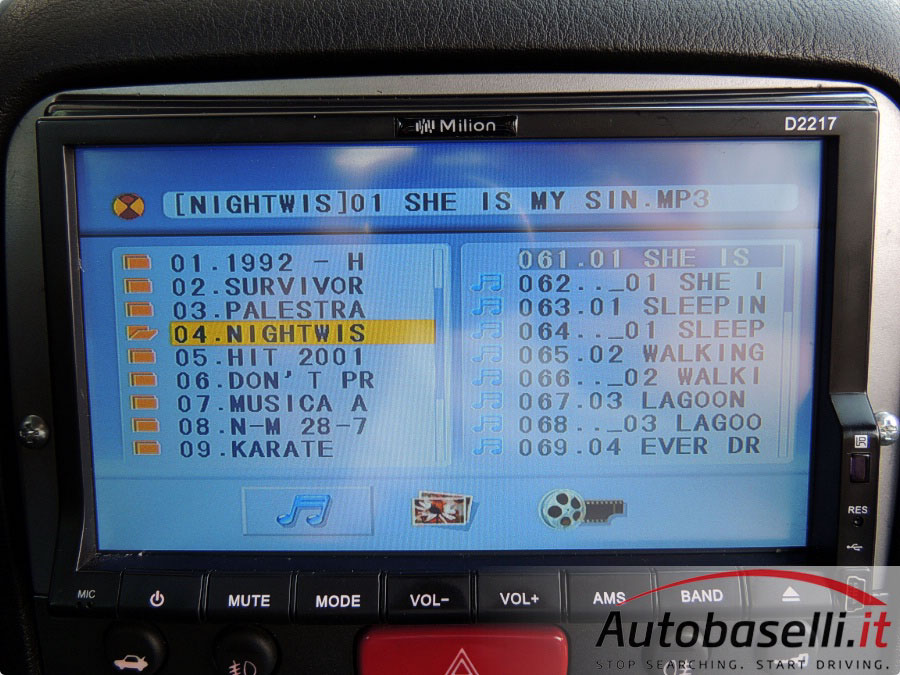 Milion
D2217
[NIGHTWIS]01 SHE IS MY SIN.MP3
01.1992 - H
02.SURVIVOR
03.PALESTRA
04.NIGHTWIS
05.HIT 2001
06.DON'T PR
07.MUSICA A
08.N-M 28-7
09.KARATE
061.01 SHE IS
062.._01 SHE I
063.01 SLEEPIN
064.._01 SLEEP
065.02 WALKING
066.._02 WALKI
067.03 LAGOON
068.._03 LAGOO
069.04 EVER DR
IR
RES
MIC
MUTE
MODE
VOL-
VOL+
AMS
BAND
Autobaselli.it
STOP SEARCHING. START DRIVING.